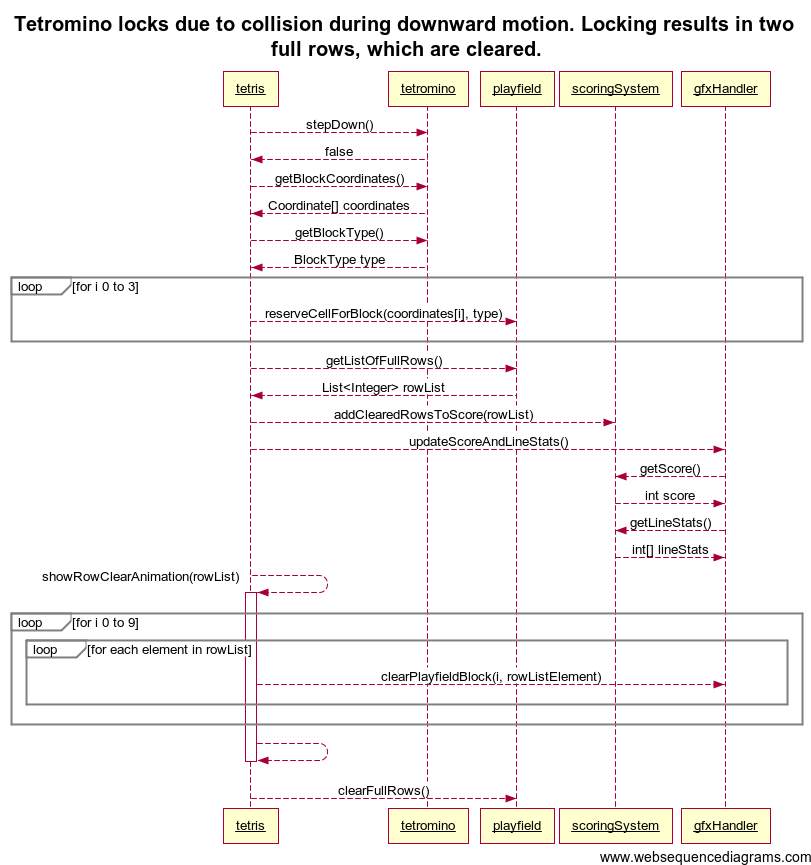 Tetromino locks due to collision during downward motion. Locking results in two
full rows, which are cleared.
tetris tetromino playfield scoringSystem gfxHandler
stepDown()
false
getBlockCoordinates()
Coordinate[] coordinates
getBlockType()
BlockType type
loop [for i 0 to 3]
reserveCellForBlock(coordinates[i], type)
getListOfFullRows()
List<Integer> rowList
addClearedRowsToScore(rowList)
updateScoreAndLineStats()
getScore()
int score
getLineStats()
int[] lineStats
showRowClearAnimation(rowList)
loop [for i 0 to 9]
loop [for each element in rowList]
clearPlayfieldBlock(i, rowListElement)
clearFullRows()
tetris tetromino playfield scoringSystem gfxHandler
www.websequencediagrams.com